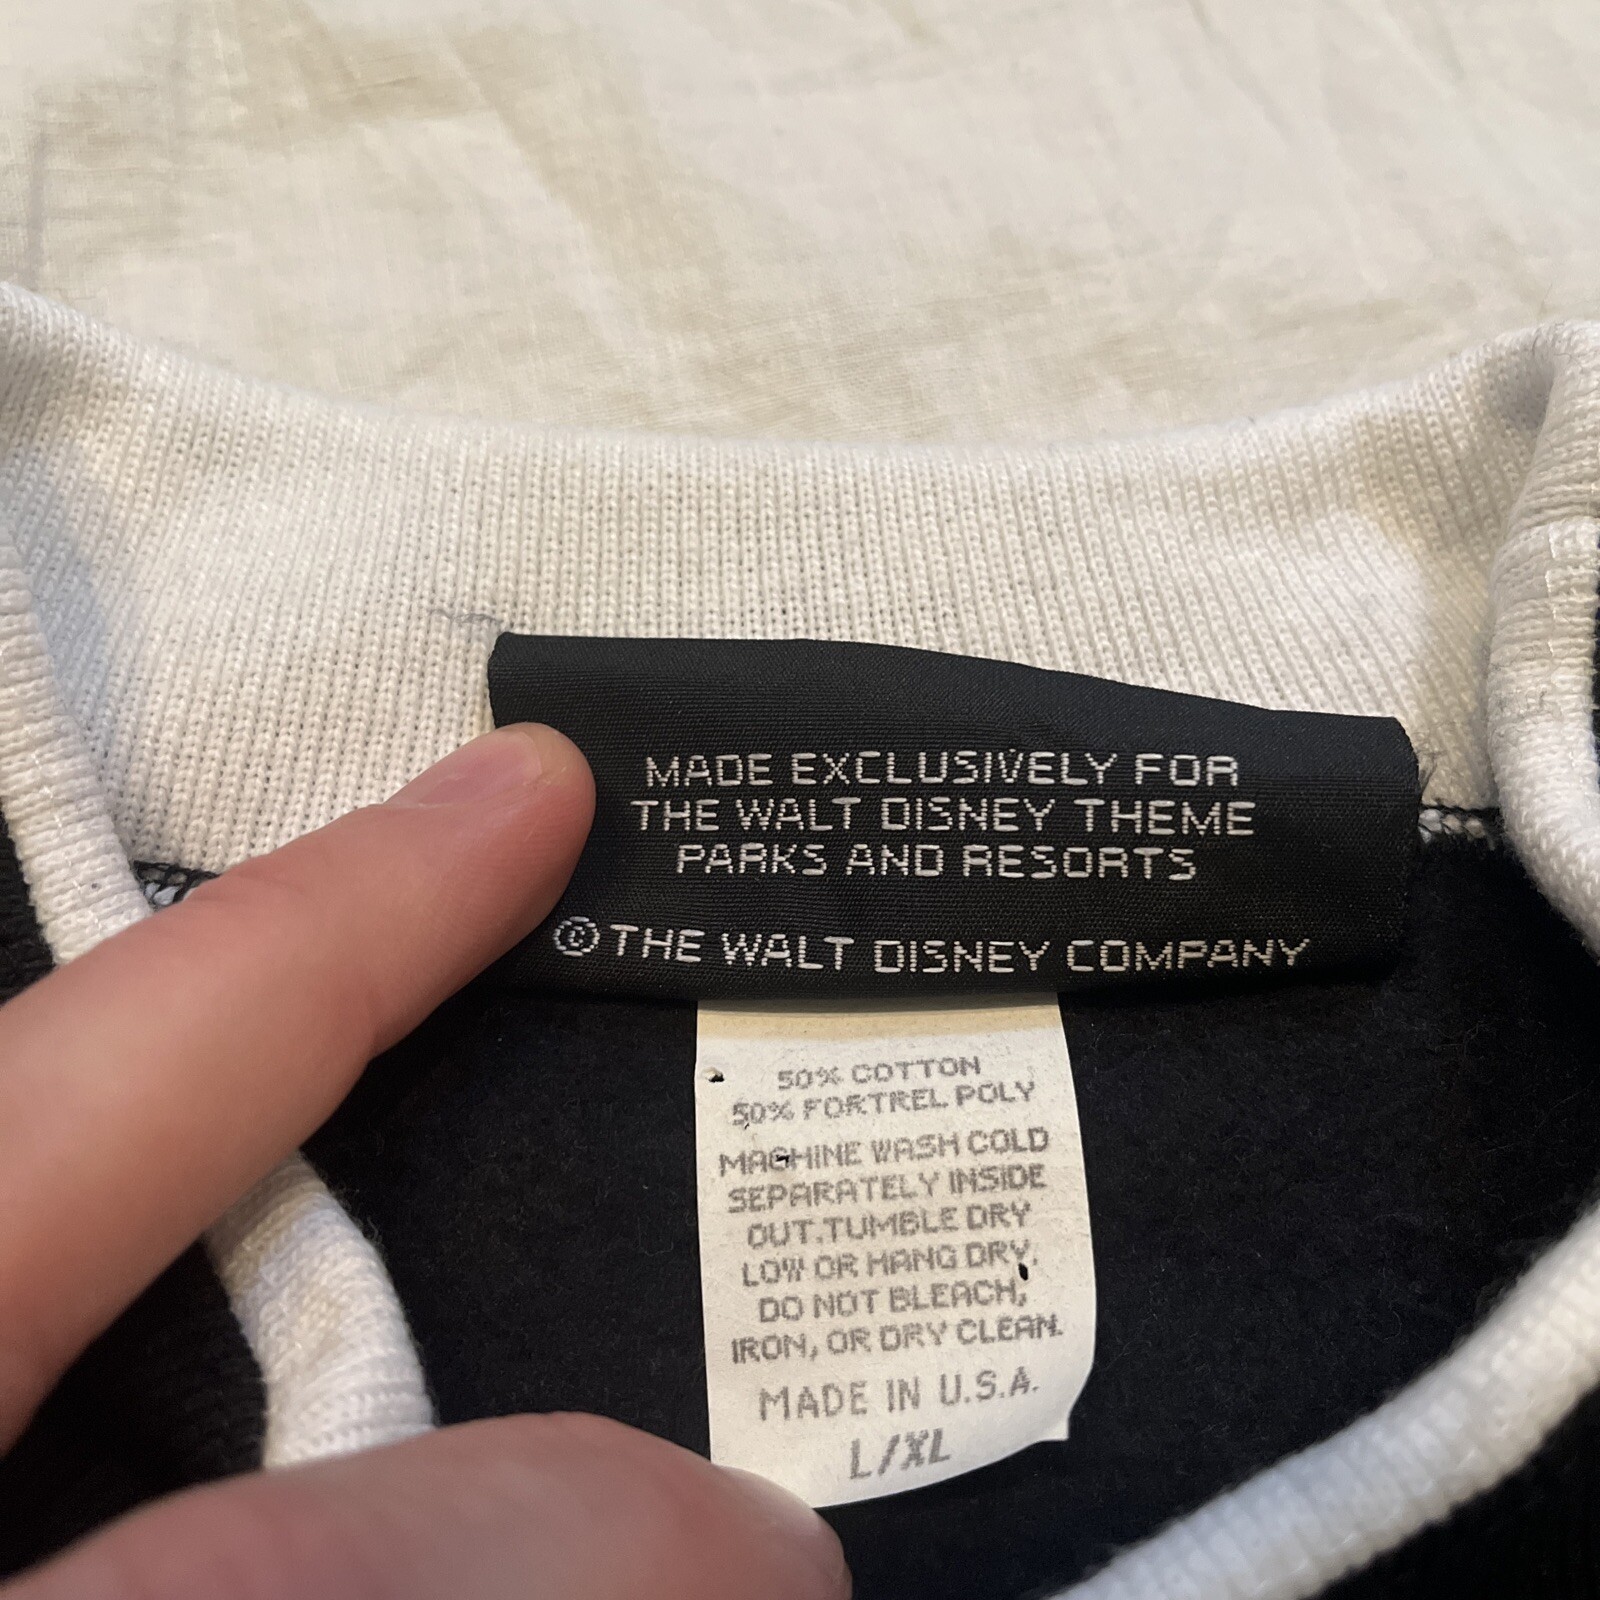 MADE EXCLUSIVELY FOR
THE WALT DISNEY THEME
PARKS AND RESORTS
© THE WALT DISNEY COMPANY
50% COTTON
50% FORTREL POLY
MACHINE WASH COLD
SEPARATELY INSIDE
OUT. TUMBLE DRY
LOW OR HANG DRY.
DO NOT BLEACH,
IRON, OR DRY CLEAN.
MADE IN U.S.A.
L/XL